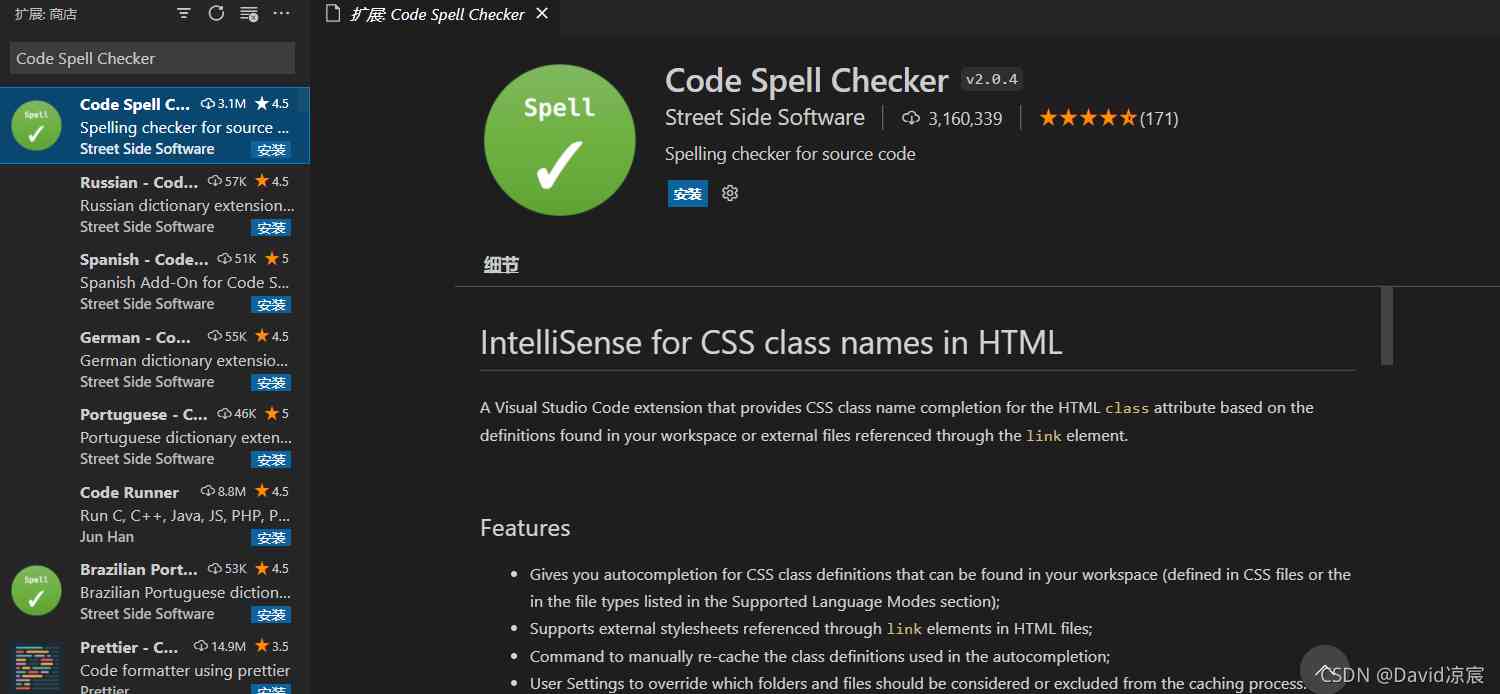 扩展: 商店
Code Spell Checker
Spell
Code Spell C... 3.1M 4.5
Spelling checker for source ...
Street Side Software 安装
Russian - Cod... 57K 4.5
Russian dictionary extension...
Street Side Software 安装
Spanish - Code... 51K 5
Spanish Add-On for Code S...
Street Side Software 安装
German - Co... 55K 4.5
German dictionary extensio...
Street Side Software 安装
Portuguese - C... 46K 5
Portuguese dictionary exten...
Street Side Software 安装
Code Runner 8.8M 4.5
Run C, C++, Java, JS, PHP, P...
Jun Han 安装
Spell
Brazilian Port... 53K 4.5
Brazilian Portuguese diction...
Street Side Software 安装
Prettier - C... 14.9M 3.5
Code formatter using prettier
Prettier 安装
扩展: Code Spell Checker
Spell
Code Spell Checker v2.0.4
Street Side Software 3,160,339 (171)
Spelling checker for source code
安装
细节
IntelliSense for CSS class names in HTML
A Visual Studio Code extension that provides CSS class name completion for the HTML class attribute based on the
definitions found in your workspace or external files referenced through the link element.
Features
• Gives you autocompletion for CSS class definitions that can be found in your workspace (defined in CSS files or the
in the file types listed in the Supported Language Modes section);
• Supports external stylesheets referenced through link elements in HTML files;
• Command to manually re-cache the class definitions used in the autocompletion;
• User Settings to override which folders and files should be considered or excluded from the caching process.
CSDN @David凉宸